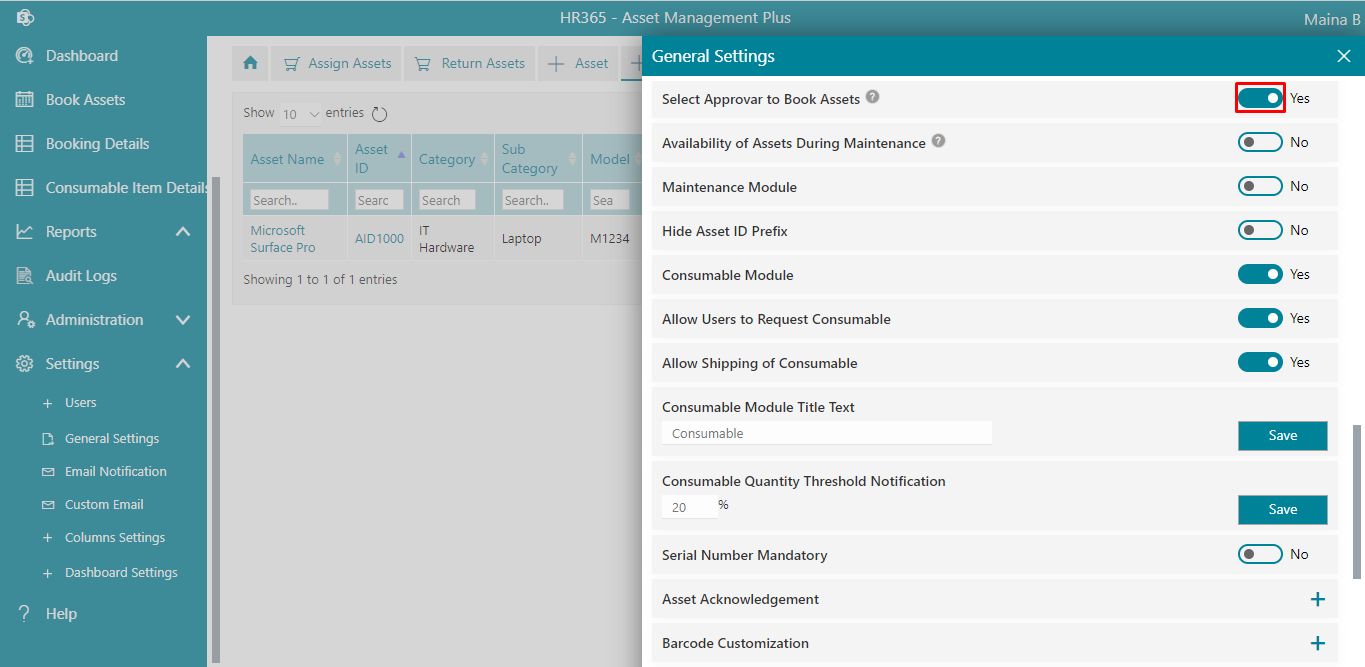 HR365 - Asset Management Plus
Maina B
Dashboard
Book Assets
Booking Details
Consumable Item Details
Reports
Audit Logs
Administration
Settings
+ Users
General Settings
Email Notification
Custom Email
+ Columns Settings
+ Dashboard Settings
? Help
Assign Assets
Return Assets
+ Asset
Show 10 entries
Asset Name
Asset
ID
Category
Sub
Category
Model
Search..
Searc
Search
Search..
Sea
Microsoft
Surface Pro
AID1000
IT
Hardware
Laptop
M1234
Showing 1 to 1 of 1 entries
General Settings
Select Approvar to Book Assets ? Yes
Availability of Assets During Maintenance ? No
Maintenance Module No
Hide Asset ID Prefix No
Consumable Module Yes
Allow Users to Request Consumable Yes
Allow Shipping of Consumable Yes
Consumable Module Title Text
Consumable
Save
Consumable Quantity Threshold Notification
20 %
Save
Serial Number Mandatory No
Asset Acknowledgement +
Barcode Customization +